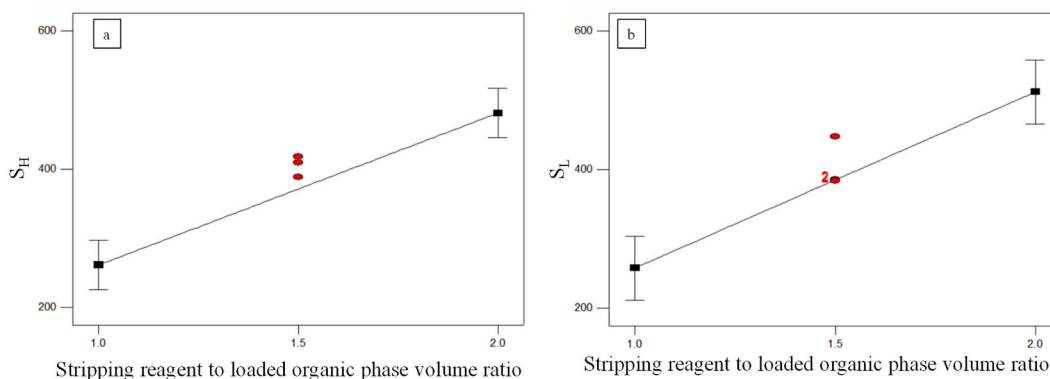 a
600
400
200
S_H
1.0
1.5
2.0
Stripping reagent to loaded organic phase volume ratio
b
600
400
200
S_L
2
1.0
1.5
2.0
Stripping reagent to loaded organic phase volume ratio